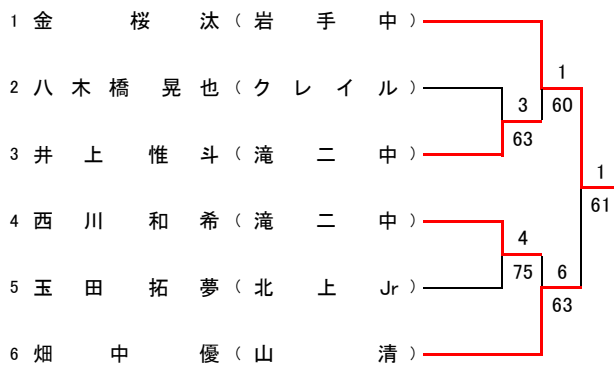 1 金 桜 汰 ( 岩 手 中 )
1
2 八 木 橋 晃 也 ( ク レ イ ル )
3 60
63
3 井 上 惟 斗 ( 滝 二 中 )
1
61
4 西 川 和 希 ( 滝 二 中 )
4
75 6
5 玉 田 拓 夢 ( 北 上 Jr )
63
6 畑 中 優 ( 山 清 )